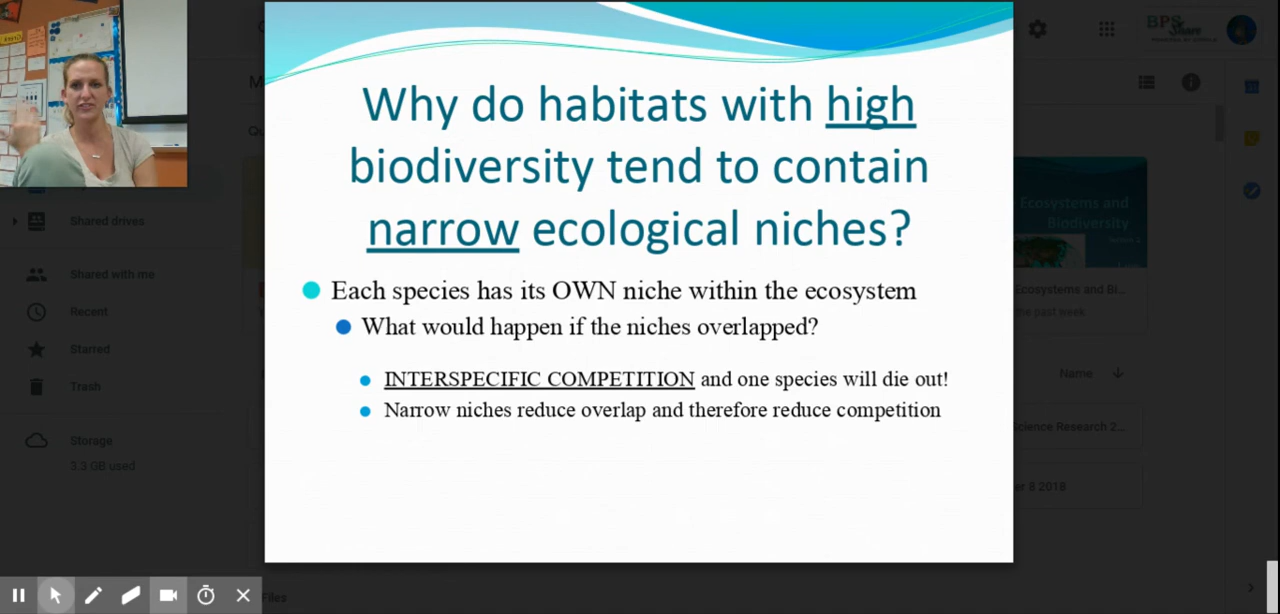 Why do habitats with high
biodiversity tend to contain
narrow ecological niches?
Each species has its OWN niche within the ecosystem
What would happen if the niches overlapped?
INTERSPECIFIC COMPETITION and one species will die out!
Narrow niches reduce overlap and therefore reduce competition
BPS
Share
Shared drives
Shared with me
Recent
Starred
Trash
Storage
3.3 GB used
Ecosystems and
Biodiversity
Ecosystems and Bi...
the past week
Name
Science Research 2...
8 2018
Files